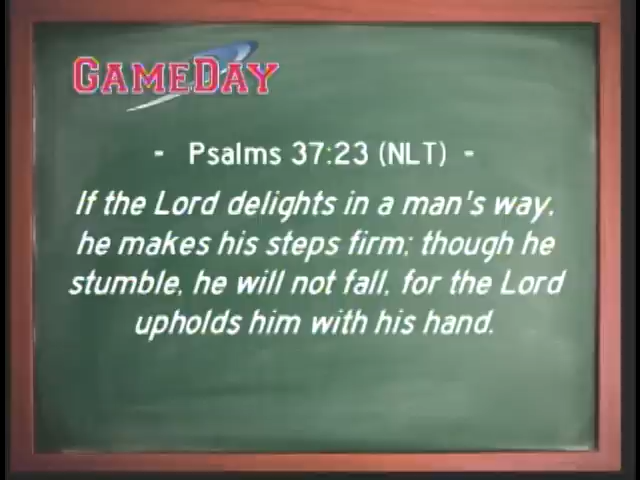 GAMEDAY
- Psalms 37:23 (NLT) -
If the Lord delights in a man's way,
he makes his steps firm; though he
stumble, he will not fall, for the Lord
upholds him with his hand.